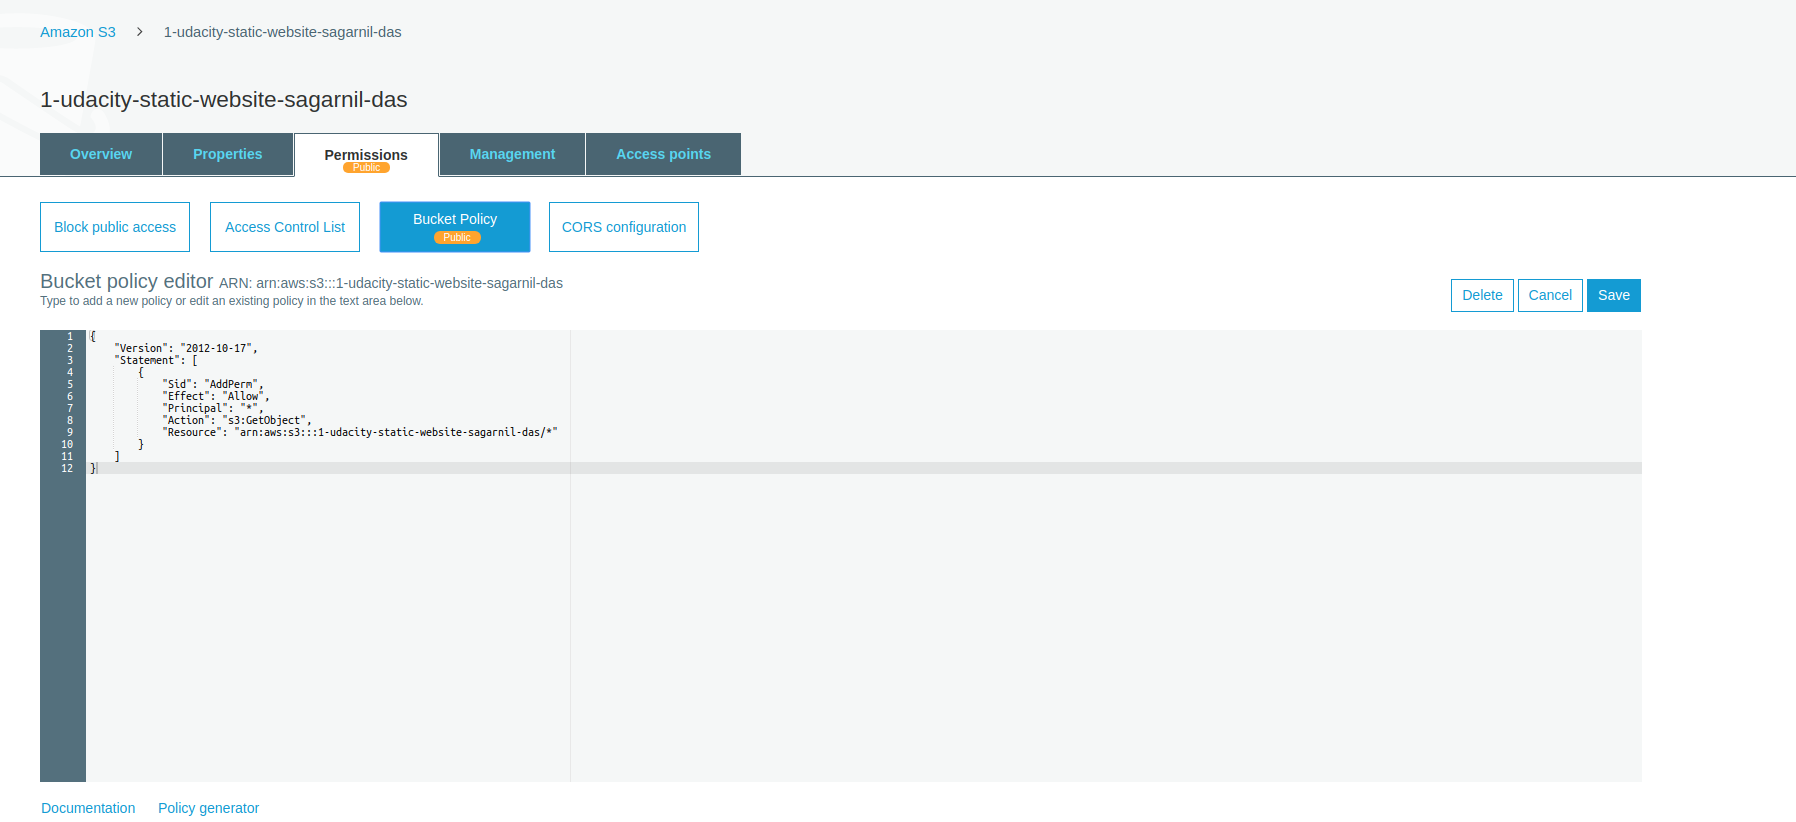 Amazon S3 > 1-udacity-static-website-sagarnil-das
1-udacity-static-website-sagarnil-das
Overview Properties Permissions Management Access points
Public
Block public access Access Control List Bucket Policy CORS configuration
Public
Bucket policy editor ARN: arn:aws:s3:::1-udacity-static-website-sagarnil-das
Type to add a new policy or edit an existing policy in the text area below.
Delete Cancel Save
1 {
2 "Version": "2012-10-17",
3 "Statement": [
4 {
5 "Sid": "AddPerm",
6 "Effect": "Allow",
7 "Principal": "*",
8 "Action": "s3:GetObject",
9 "Resource": "arn:aws:s3:::1-udacity-static-website-sagarnil-das/*"
10 }
11 ]
12 }
Documentation Policy generator